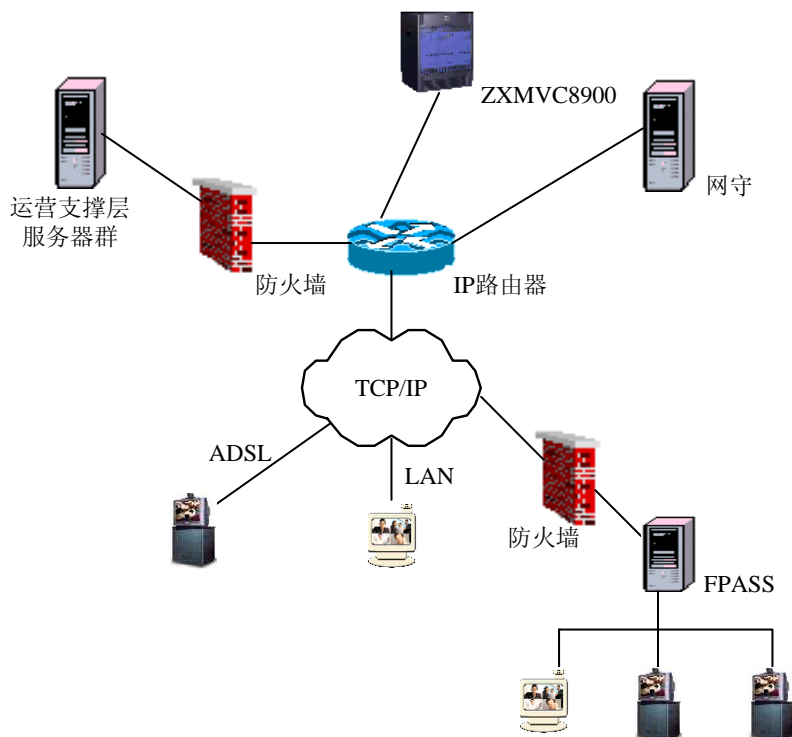 ZXMVC8900
网守
运营支撑层
服务器群
防火墙
IP路由器
TCP/IP
ADSL
LAN
防火墙
FPASS